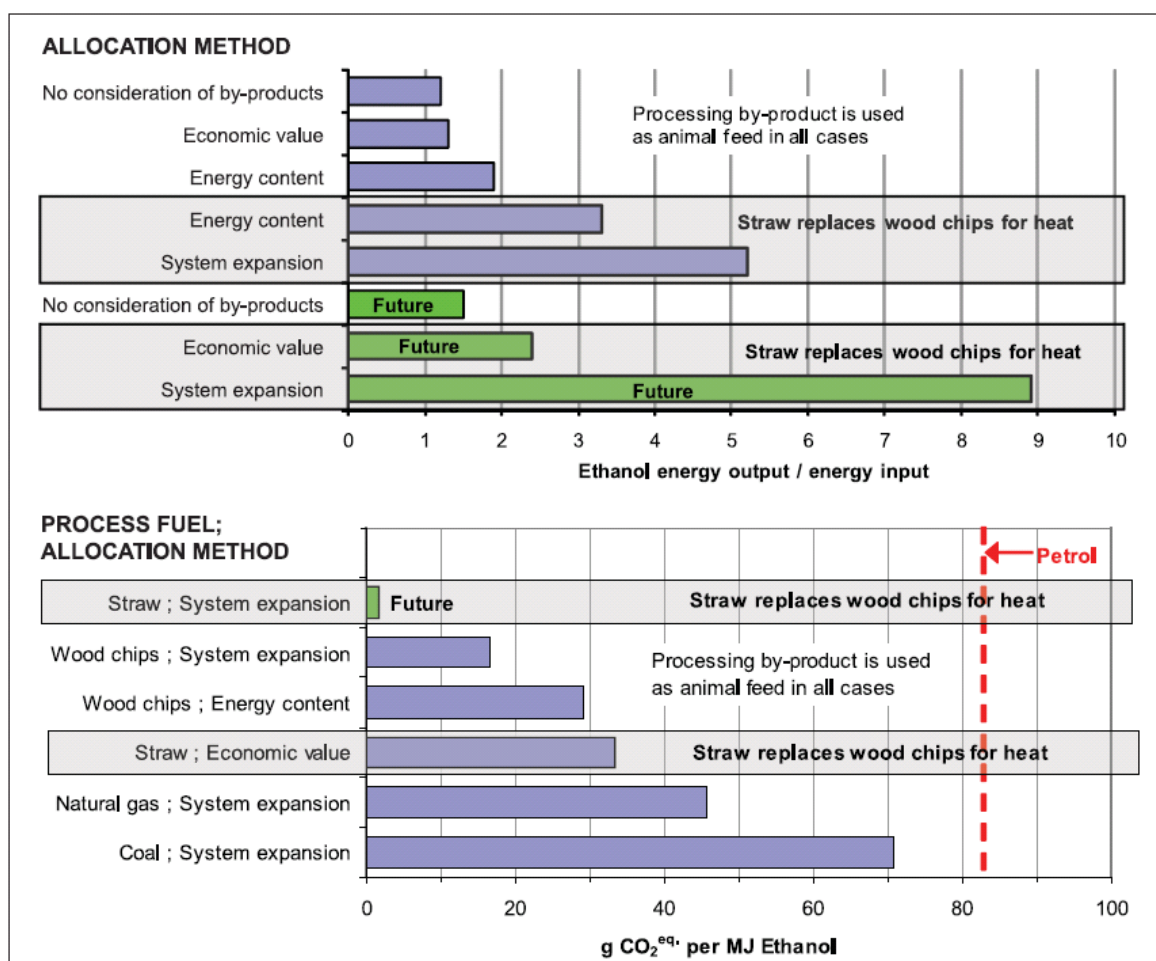 ALLOCATION METHOD
No consideration of by-products
Economic value
Energy content
Processing by-product is used
as animal feed in all cases
Energy content
System expansion
Straw replaces wood chips for heat
No consideration of by-products
Future
Economic value
Future
Straw replaces wood chips for heat
System expansion
Future
0 1 2 3 4 5 6 7 8 9 10
Ethanol energy output / energy input
PROCESS FUEL;
ALLOCATION METHOD
Petrol
Straw ; System expansion
Future
Straw replaces wood chips for heat
Wood chips ; System expansion
Processing by-product is used
as animal feed in all cases
Wood chips ; Energy content
Straw ; Economic value
Straw replaces wood chips for heat
Natural gas ; System expansion
Coal ; System expansion
0 20 40 60 80 100
g CO₂eq. per MJ Ethanol